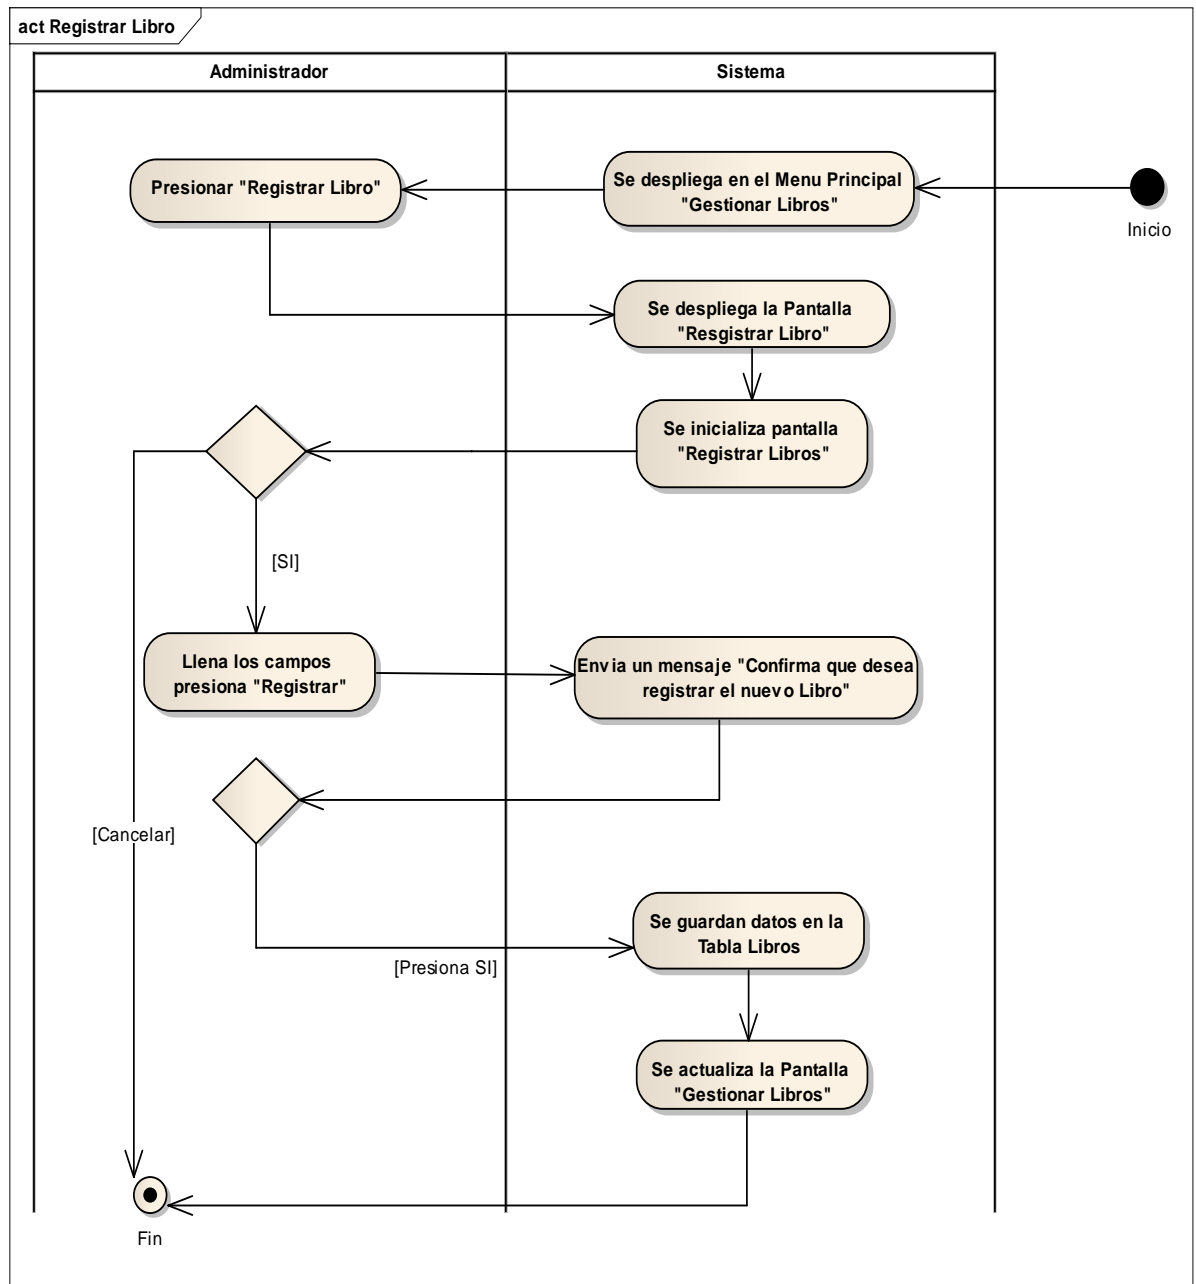 act Registrar Libro
Administrador
Sistema
Presionar "Registrar Libro"
Se despliega en el Menu Principal
"Gestionar Libros"
Inicio
Se despliega la Pantalla
"Resgistrar Libro"
Se inicializa pantalla
"Registrar Libros"
[SI]
Llena los campos
presiona "Registrar"
Envia un mensaje "Confirma que desea
registrar el nuevo Libro"
[Cancelar]
Se guardan datos en la
Tabla Libros
[Presiona SI]
Se actualiza la Pantalla
"Gestionar Libros"
Fin